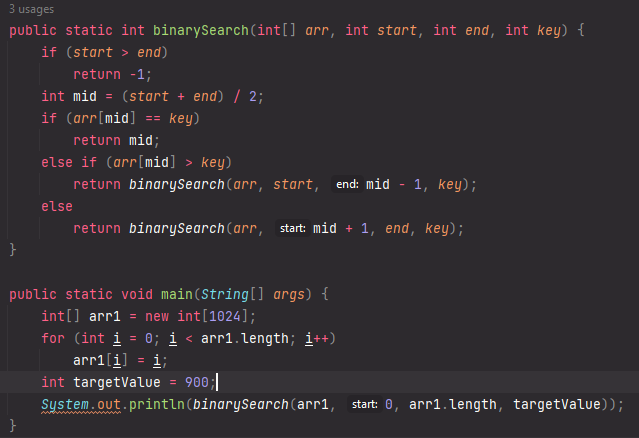 3 usages
public static int binarySearch(int[] arr, int start, int end, int key) {
if (start > end)
return -1;
int mid = (start + end) / 2;
if (arr[mid] == key)
return mid;
else if (arr[mid] > key)
return binarySearch(arr, start, end: mid - 1, key);
else
return binarySearch(arr, start: mid + 1, end, key);
}
public static void main(String[] args) {
int[] arr1 = new int[1024];
for (int i = 0; i < arr1.length; i++)
arr1[i] = i;
int targetValue = 900;
System.out.println(binarySearch(arr1, start: 0, arr1.length, targetValue));
}